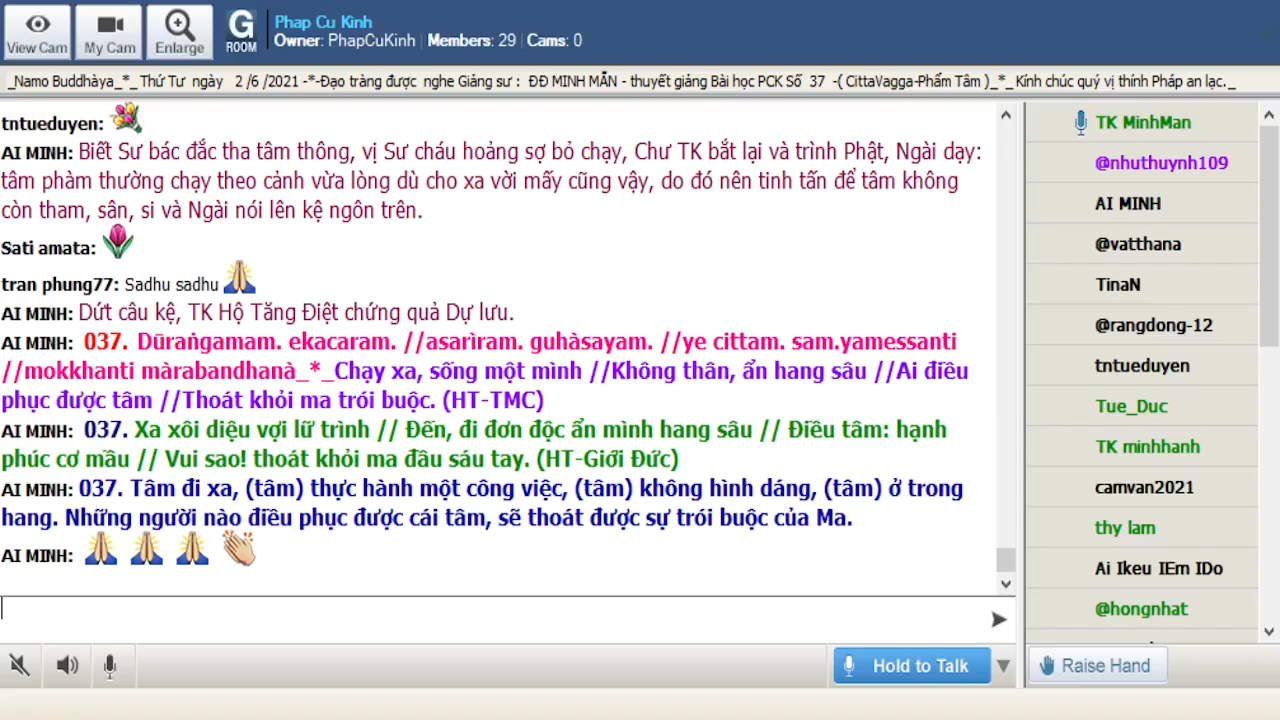 View Cam
My Cam
Enlarge
G
ROOM
Phap Cu Kinh
Owner: PhapCuKinh | Members: 29 | Cams: 0
_Namo Buddhàya_*_ Thứ Tư ngày 2 /6 /2021 -*-Đạo tràng được nghe Giảng sư : ĐĐ MINH MẪN - thuyết giảng Bài học PCK Số 37 -( CittaVagga-Phẩm Tâm )_*_Kính chúc quý vị thính Pháp an lạc._
tntueduyen:
AI MINH: Biết Sư bác đắc tha tâm thông, vị Sư cháu hoảng sợ bỏ chạy, Chư TK bắt lại và trình Phật, Ngài dạy:
tâm phàm thường chạy theo cảnh vừa lòng dù cho xa vời mấy cũng vậy, do đó nên tinh tấn để tâm không
còn tham, sân, si và Ngài nói lên kệ ngôn trên.
Sati amata:
tran phung77: Sadhu sadhu
AI MINH: Dứt câu kệ, TK Hộ Tăng Điệt chứng quả Dự lưu.
AI MINH: 037. Dūraṅgamam. ekacaram. //asarìram. guhàsayam. //ye cittam. sam.yamessanti
//mokkhanti màrabandhanà_*_Chạy xa, sống một mình //Không thân, ẩn hang sâu //Ai điều
phục được tâm //Thoát khỏi ma trói buộc. (HT-TMC)
AI MINH: 037. Xa xôi diệu vợi lữ trình // Đến, đi đơn độc ẩn mình hang sâu // Điều tâm: hạnh
phúc cơ mầu // Vui sao! thoát khỏi ma đầu sáu tay. (HT-Giới Đức)
AI MINH: 037. Tâm đi xa, (tâm) thực hành một công việc, (tâm) không hình dáng, (tâm) ở trong
hang. Những người nào điều phục được cái tâm, sẽ thoát được sự trói buộc của Ma.
AI MINH:
TK MinhMan
@nhuthuynh109
AI MINH
@vatthana
TinaN
@rangdong-12
tntueduyen
Tue_Duc
TK minhhanh
camvan2021
thy lam
Ai Ikeu IEm IDo
@hongnhat
Hold to Talk
Raise Hand